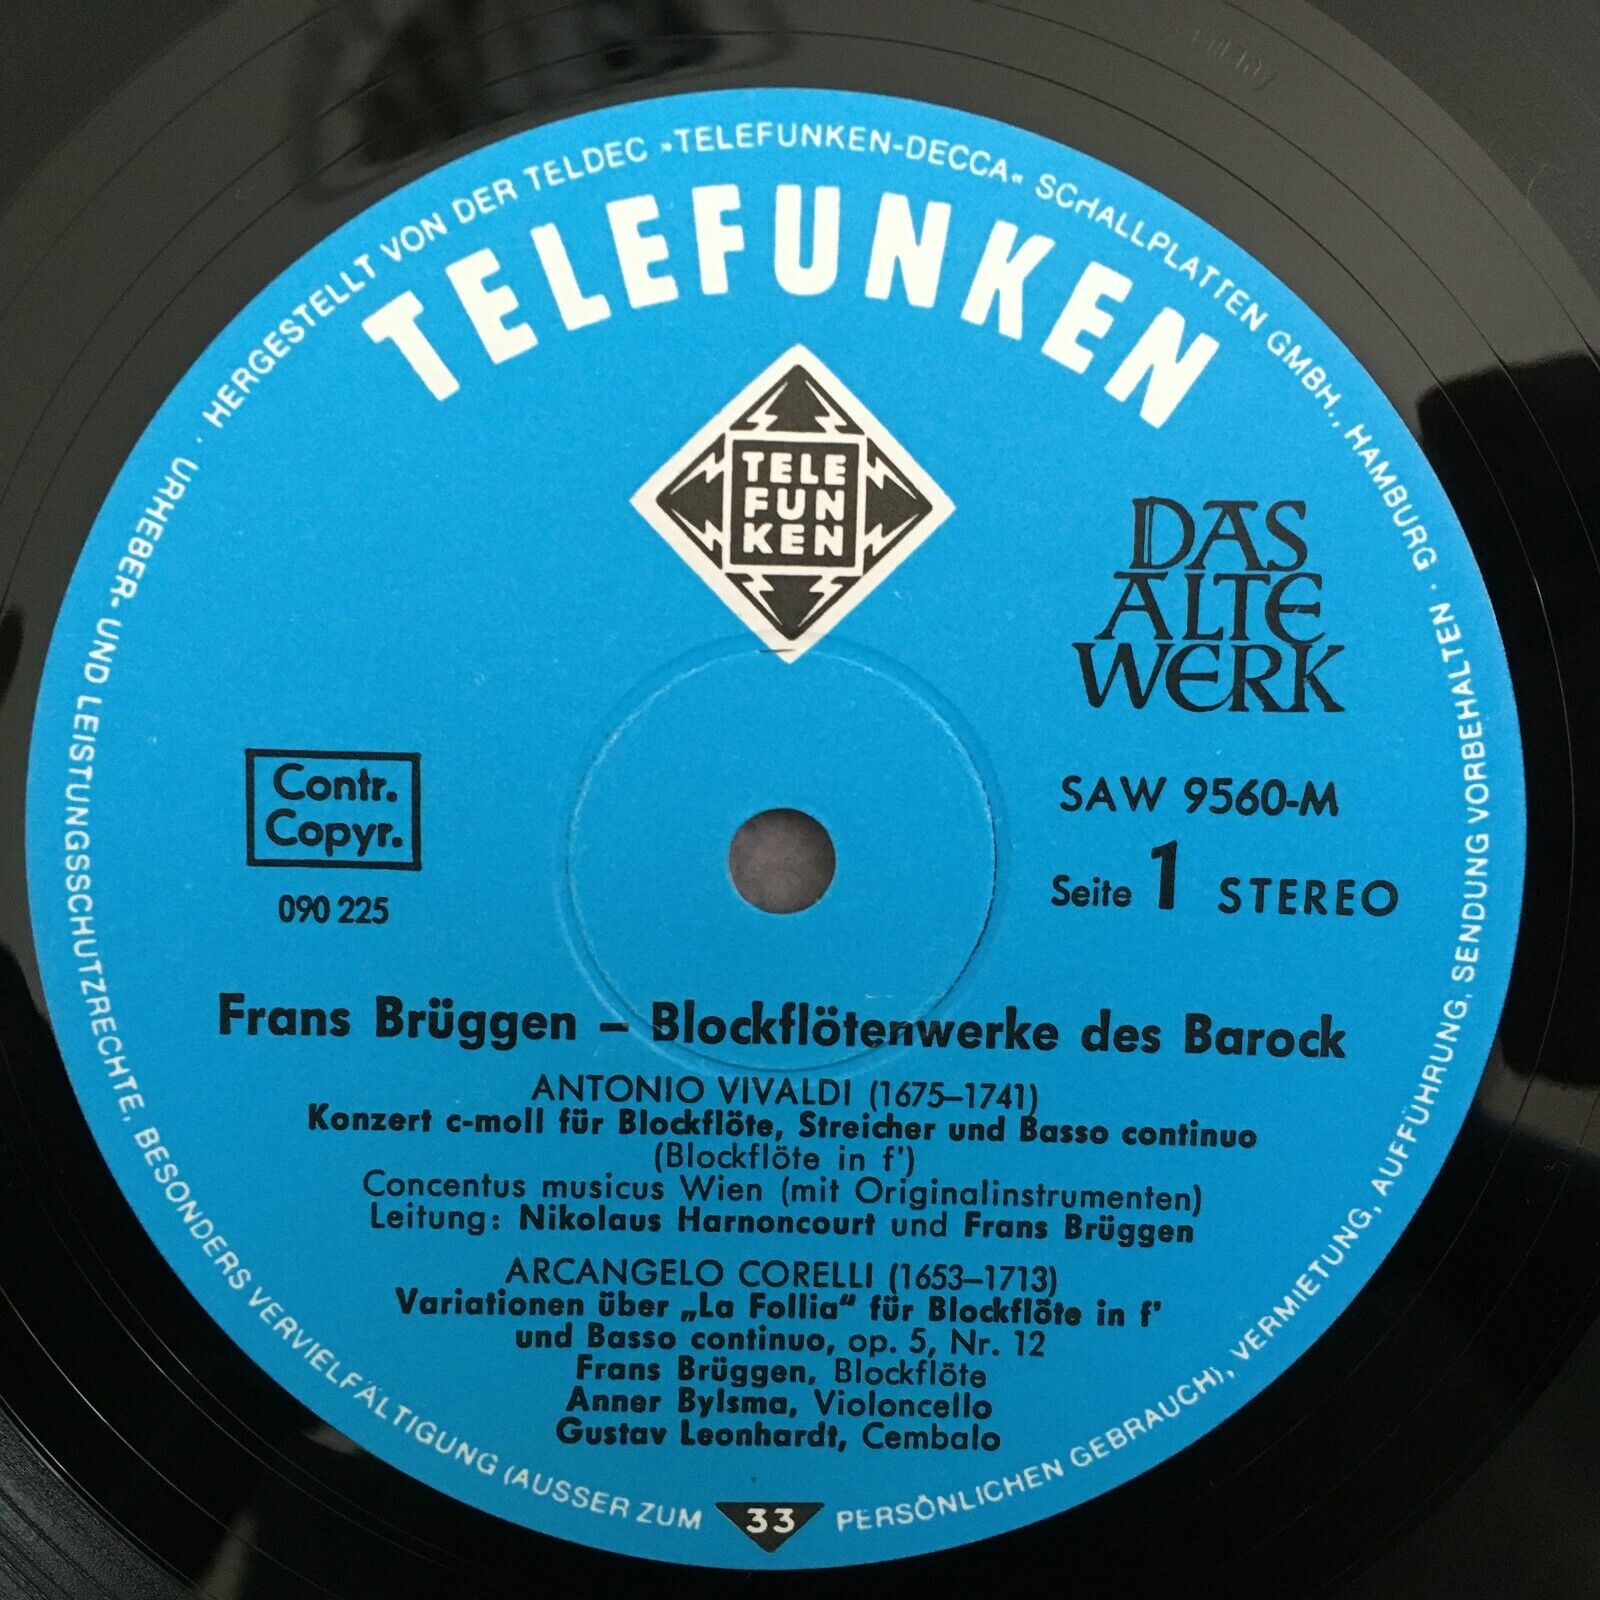 HERGESTELLT VON DER TELDEC »TELEFUNKEN-DECCA« SCHALLPLATTEN GMBH., HAMBURG · URHEBER- UND LEISTUNGSSCHUTZRECHTE, BESONDERS VERVIELFÄLTIGUNG (AUSSER ZUM PERSÖNLICHEN GEBRAUCH), VERMIETUNG, AUFFÜHRUNG, SENDUNG VORBEHALTEN ·
TELEFUNKEN
TELE
FUN
KEN
DAS
ALTE
WERK
Contr.
Copyr.
090 225
SAW 9560-M
Seite 1 STEREO
Frans Brüggen – Blockflötenwerke des Barock
ANTONIO VIVALDI (1675–1741)
Konzert c-moll für Blockflöte, Streicher und Basso continuo
(Blockflöte in f')
Concentus musicus Wien (mit Originalinstrumenten)
Leitung: Nikolaus Harnoncourt und Frans Brüggen
ARCANGELO CORELLI (1653–1713)
Variationen über „La Follia“ für Blockflöte in f'
und Basso continuo, op. 5, Nr. 12
Frans Brüggen, Blockflöte
Anner Bylsma, Violoncello
Gustav Leonhardt, Cembalo
33